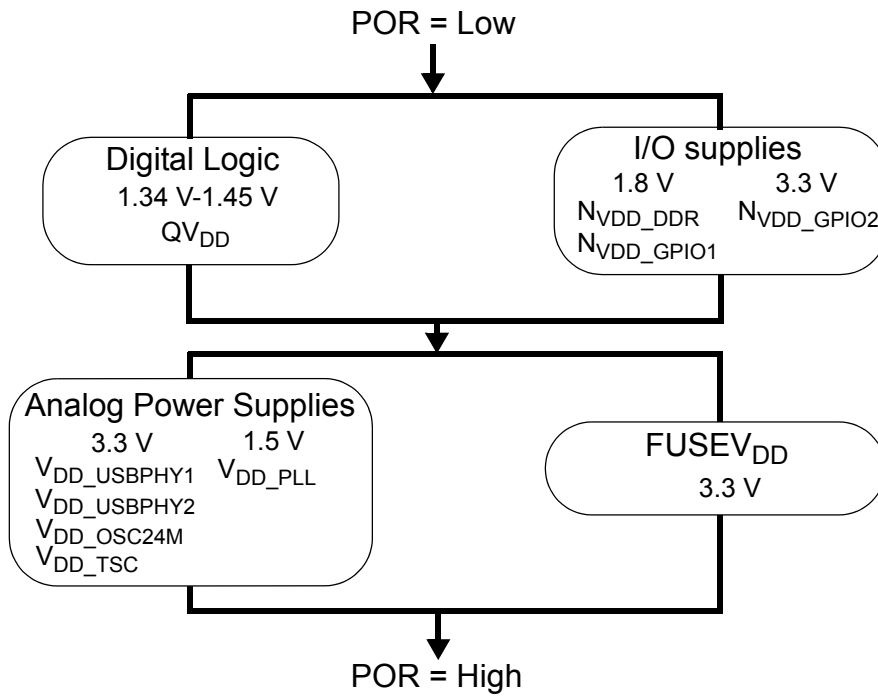 POR = Low
Digital Logic
1.34 V-1.45 V
QVDD
I/O supplies
1.8 V 3.3 V
NVDD_DDR NVDD_GPIO2
NVDD_GPIO1
Analog Power Supplies
3.3 V 1.5 V
VDD_USBPHY1 VDD_PLL
VDD_USBPHY2
VDD_OSC24M
VDD_TSC
FUSEVDD
3.3 V
POR = High